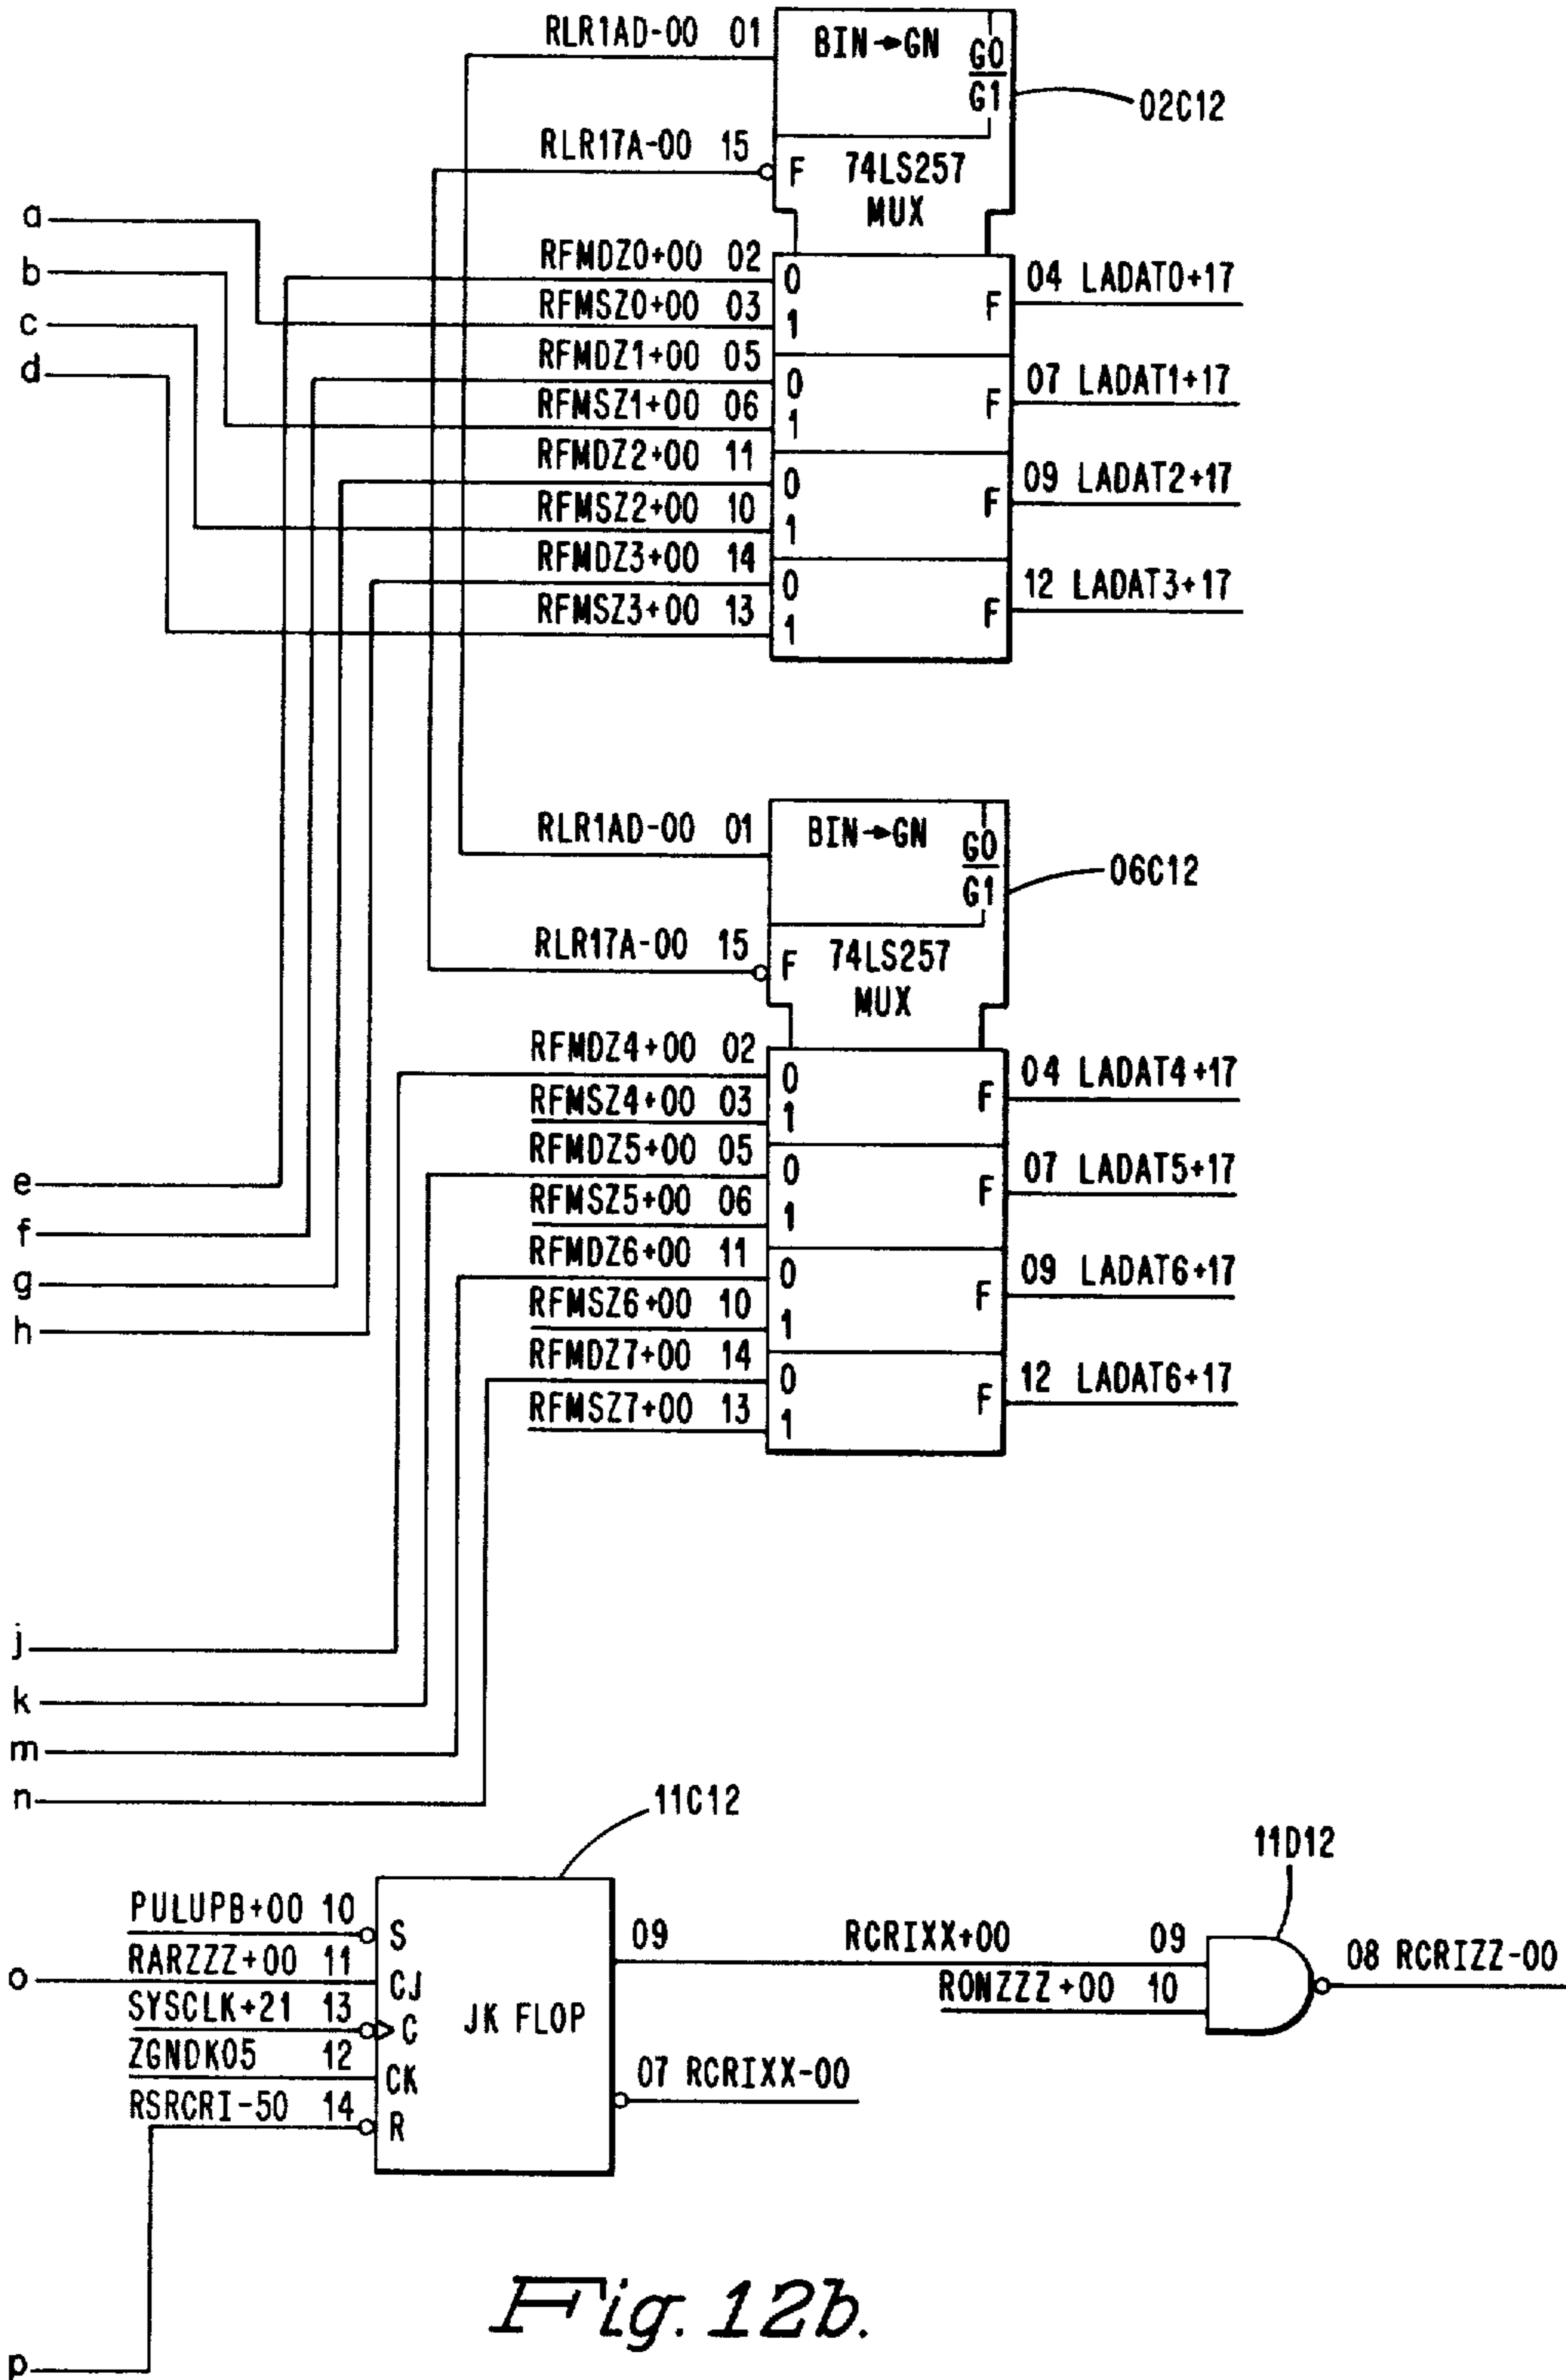 RLR1AD-00 01
BIN→GN
G0
G1
02C12
RLR17A-00 15
F
74LS257
MUX
a
b
c
d
RFMDZ0+00 02
0
RFMSZ0+00 03
1
F
04 LADAT0+17
RFMDZ1+00 05
0
RFMSZ1+00 06
1
F
07 LADAT1+17
RFMDZ2+00 11
0
RFMSZ2+00 10
1
F
09 LADAT2+17
RFMDZ3+00 14
0
RFMSZ3+00 13
1
F
12 LADAT3+17
RLR1AD-00 01
BIN→GN
G0
G1
06C12
RLR17A-00 15
F
74LS257
MUX
RFMDZ4+00 02
0
RFMSZ4+00 03
1
F
04 LADAT4+17
RFMDZ5+00 05
0
RFMSZ5+00 06
1
F
07 LADAT5+17
RFMDZ6+00 11
0
RFMSZ6+00 10
1
F
09 LADAT6+17
RFMDZ7+00 14
0
RFMSZ7+00 13
1
F
12 LADAT6+17
e
f
g
h
j
k
m
n
11C12
11D12
PULUPB+00 10
S
o
RARZZZ+00 11
CJ
SYSCLK+21 13
C
ZGNDK05 12
CK
RSRCRI-50 14
R
JK FLOP
09 RCRIXX+00 09
RONZZZ+00 10
08 RCRIZZ-00
07 RCRIXX-00
p
Fig. 12b.